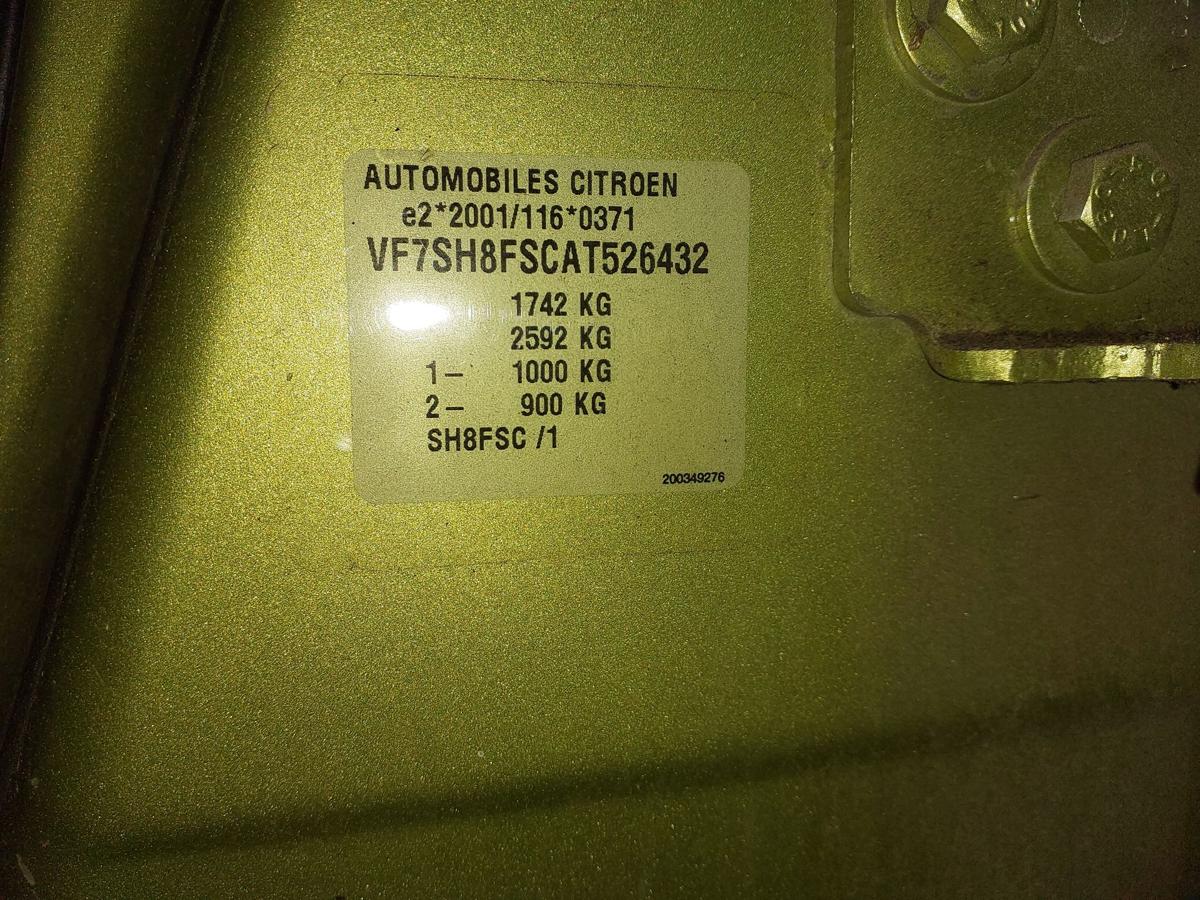 AUTOMOBILES CITROEN
e2*2001/116*0371
VF7SH8FSCAT526432
1742 KG
2592 KG
1– 1000 KG
2– 900 KG
SH8FSC /1
200349276